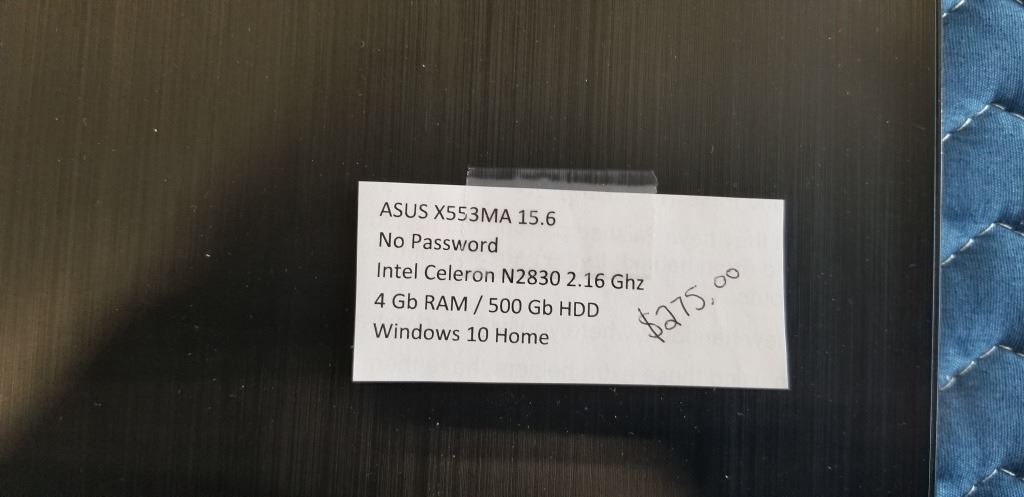 ASUS X553MA 15.6
No Password
Intel Celeron N2830 2.16 Ghz
4 Gb RAM / 500 Gb HDD
Windows 10 Home
$275.00